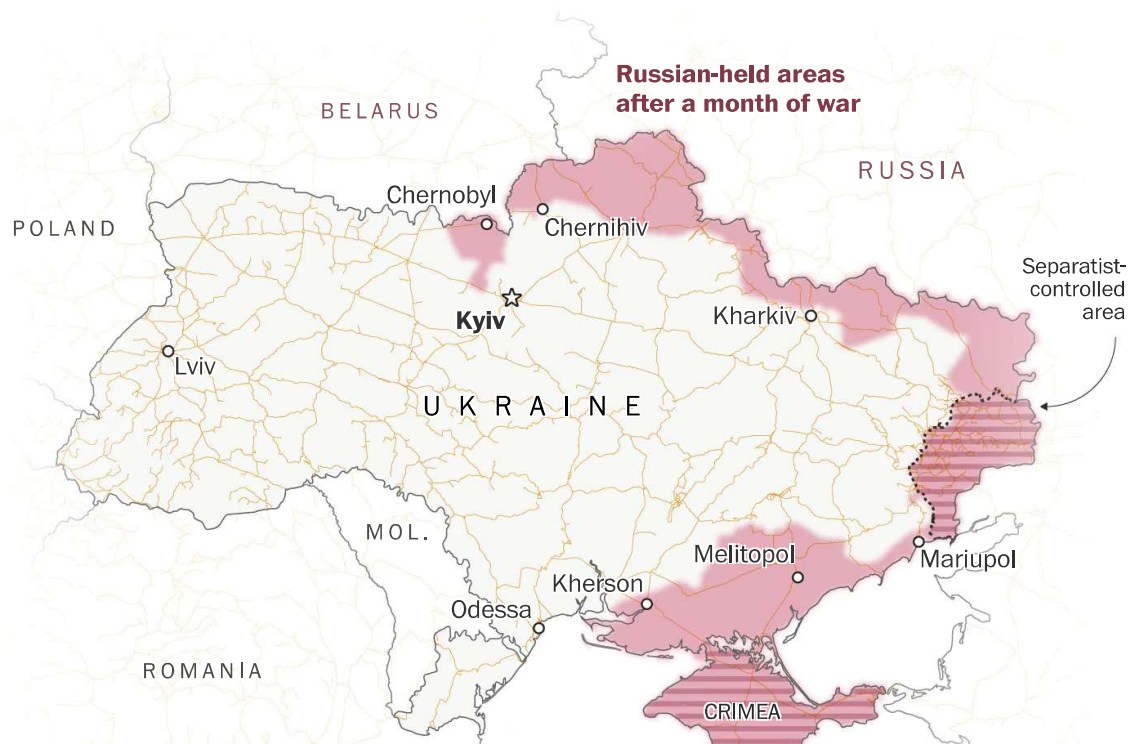 Russian-held areas
after a month of war
BELARUS
RUSSIA
Chernobyl
POLAND
Chernihiv
Separatist-
controlled
area
Kyiv
Kharkiv
Lviv
UKRAINE
MOL.
Melitopol
Mariupol
Kherson
Odessa
ROMANIA
CRIMEA